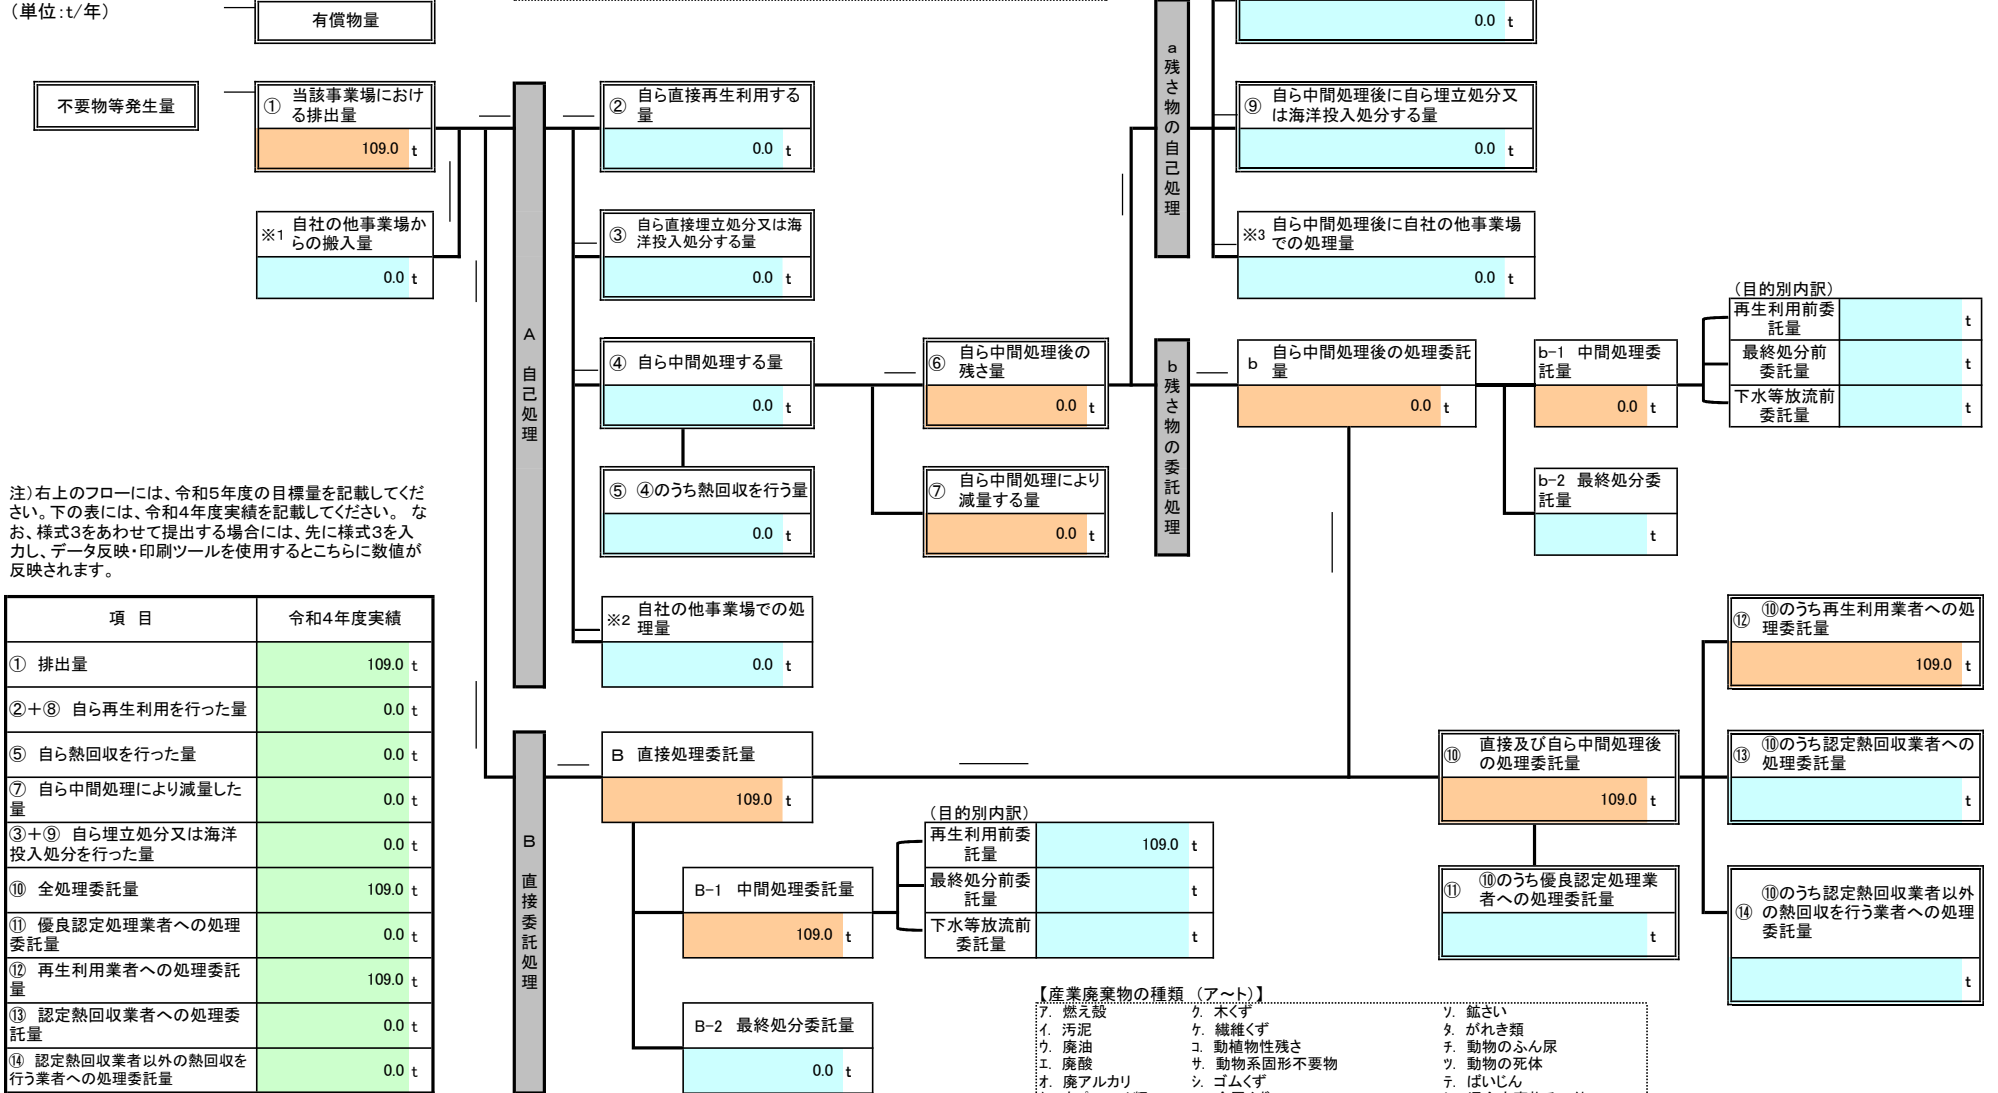 （単位:t/年）
有償物量
0.0 t
不要物等発生量
① 当該事業場におけ
る排出量
109.0 t
② 自ら直接再生利用する
量
0.0 t
⑨ 自ら中間処理後に自ら埋立処分又
は海洋投入処分する量
0.0 t
a
残さ物の自己処理
※1 自社の他事業場か
らの搬入量
0.0 t
③ 自ら直接埋立処分又は海
洋投入処分する量
0.0 t
※3 自ら中間処理後に自社の他事業場
での処理量
0.0 t
A 自己処理
④ 自ら中間処理する量
0.0 t
⑥ 自ら中間処理後の
残さ量
0.0 t
b
残さ物の委託処理
b 自ら中間処理後の処理委託
量
0.0 t
b-1 中間処理委
託量
0.0 t
（目的別内訳）
再生利用前委
託量
t
最終処分前
委託量
t
下水等放流前
委託量
t
⑤ ④のうち熱回収を行う量
0.0 t
⑦ 自ら中間処理により
減量する量
0.0 t
b-2 最終処分委
託量
t
注）右上のフローには、令和5年度の目標量を記載してくだ
さい。下の表には、令和4年度実績を記載してください。 な
お、様式3をあわせて提出する場合には、先に様式3を入
力し、データ反映・印刷ツールを使用するとこちらに数値が
反映されます。
※2 自社の他事業場での処
理量
0.0 t
項 目 令和4年度実績
① 排出量 109.0 t
②＋⑧ 自ら再生利用を行った量 0.0 t
⑤ 自ら熱回収を行った量 0.0 t
⑦ 自ら中間処理により減量した
量 0.0 t
③＋⑨ 自ら埋立処分又は海洋
投入処分を行った量 0.0 t
⑩ 全処理委託量 109.0 t
⑪ 優良認定処理業者への処理
委託量 0.0 t
⑫ 再生利用業者への処理委託
量 109.0 t
⑬ 認定熱回収業者への処理委
託量 0.0 t
⑭ 認定熱回収業者以外の熱回収を
行う業者への処理委託量 0.0 t
B 直接委託処理
B 直接処理委託量
109.0 t
B-1 中間処理委託量
109.0 t
B-2 最終処分委託量
0.0 t
（目的別内訳）
再生利用前委
託量
109.0 t
最終処分前委
託量
t
下水等放流前
委託量
t
⑩ 直接及び自ら中間処理後
の処理委託量
109.0 t
⑪ ⑩のうち優良認定処理業
者への処理委託量
t
⑫ ⑩のうち再生利用業者への処
理委託量
109.0 t
⑬ ⑩のうち認定熱回収業者への
処理委託量
t
⑭ ⑩のうち認定熱回収業者以外
の熱回収を行う業者への処理
委託量
t
【産業廃棄物の種類 （ア～ト）】
ア. 燃え殻 ク. 木くず ソ. 鉱さい
イ. 汚泥 ケ. 繊維くず タ. がれき類
ウ. 廃油 コ. 動植物性残さ チ. 動物のふん尿
エ. 廃酸 サ. 動物系固形不要物 ツ. 動物の死体
オ. 廃アルカリ シ. ゴムくず テ. ばいじん